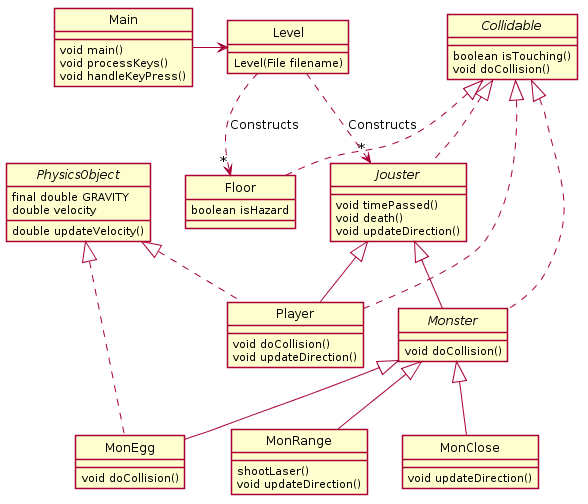 Main
void main()
void processKeys()
void handleKeyPress()
Level
Level(File filename)
Collidable
boolean isTouching()
void doCollision()
Constructs
Constructs
*
*
PhysicsObject
final double GRAVITY
double velocity
double updateVelocity()
Floor
boolean isHazard
Jouster
void timePassed()
void death()
void updateDirection()
Player
void doCollision()
void updateDirection()
Monster
void doCollision()
MonEgg
void doCollision()
MonRange
shootLaser()
void updateDirection()
MonClose
void updateDirection()